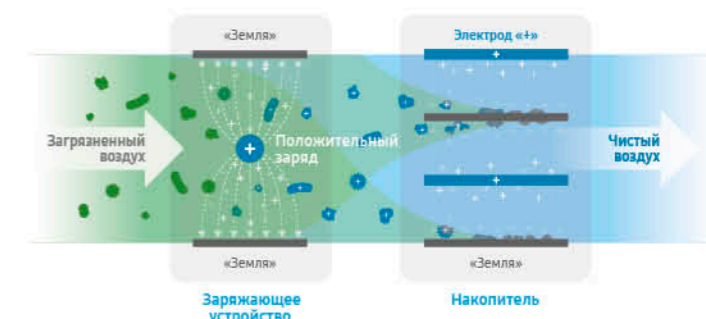 «Земля»
Электрод «+»
Загрязненный
воздух
Положительный
заряд
Чистый
воздух
«Земля»
«Земля»
Заряжающее
устройство
Накопитель